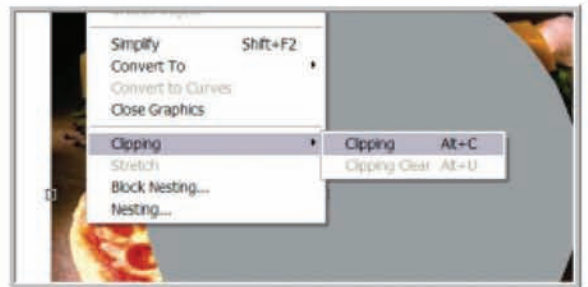 Simplify Shift+F2
Convert To
Convert to Curves
Close Graphics
Clipping Clipping Alt+C
Stretch Clipping Clear Alt+U
Block Nesting...
Nesting...